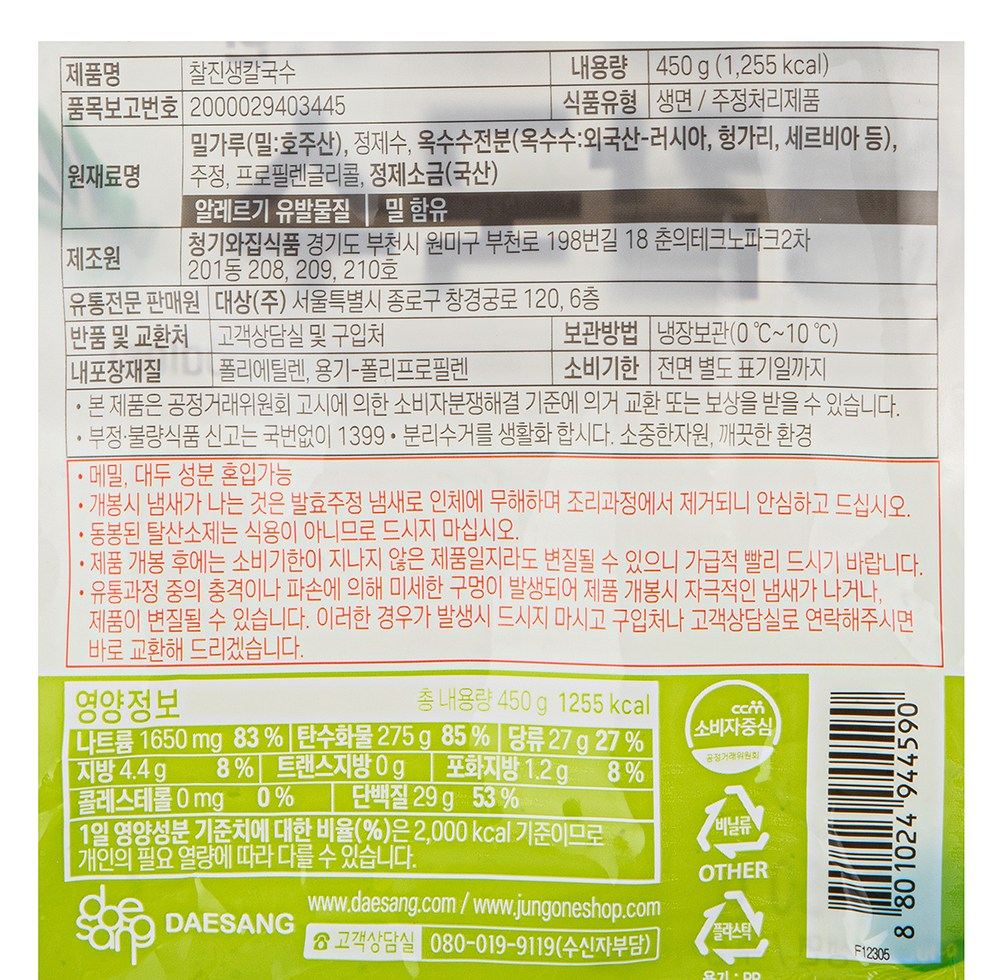 제품명 찰진생칼국수 내용량 450 g (1,255 kcal)
품목보고번호 2000029403445 식품유형 생면 / 주정처리제품
원재료명 밀가루(밀:호주산), 정제수, 옥수수전분(옥수수:외국산-러시아, 헝가리, 세르비아 등),
주정, 프로필렌글리콜, 정제소금(국산)
알레르기 유발물질 밀 함유
제조원 청기와집식품 경기도 부천시 원미구 부천로 198번길 18 춘의테크노파크2차
201동 208, 209, 210호
유통전문 판매원 대상(주) 서울특별시 종로구 창경궁로 120, 6층
반품 및 교환처 고객상담실 및 구입처 보관방법 냉장보관(0 ℃~10 ℃)
내포장재질 폴리에틸렌, 용기-폴리프로필렌 소비기한 전면 별도 표기일까지
• 본 제품은 공정거래위원회 고시에 의한 소비자분쟁해결 기준에 의거 교환 또는 보상을 받을 수 있습니다.
• 부정·불량식품 신고는 국번없이 1399 • 분리수거를 생활화 합시다. 소중한자원, 깨끗한 환경
• 메밀, 대두 성분 혼입가능
• 개봉시 냄새가 나는 것은 발효주정 냄새로 인체에 무해하며 조리과정에서 제거되니 안심하고 드십시오.
• 동봉된 탈산소제는 식용이 아니므로 드시지 마십시오.
• 제품 개봉 후에는 소비기한이 지나지 않은 제품일지라도 변질될 수 있으니 가급적 빨리 드시기 바랍니다.
• 유통과정 중의 충격이나 파손에 의해 미세한 구멍이 발생되어 제품 개봉시 자극적인 냄새가 나거나,
제품이 변질될 수 있습니다. 이러한 경우가 발생시 드시지 마시고 구입처나 고객상담실로 연락해주시면
바로 교환해 드리겠습니다.
영양정보 총 내용량 450 g 1255 kcal
나트륨 1650 mg 83 % 탄수화물 275 g 85 % 당류 27 g 27 %
지방 4.4 g 8 % 트랜스지방 0 g 포화지방 1.2 g 8 %
콜레스테롤 0 mg 0 % 단백질 29 g 53 %
1일 영양성분 기준치에 대한 비율(%)은 2,000 kcal 기준이므로
개인의 필요 열량에 따라 다를 수 있습니다.
ccm
소비자중심
공정거래위원회
비닐류
OTHER
플라스틱
용기 : PP
8 801024 944590
F12305
daesang DAESANG
www.daesang.com / www.jungoneshop.com
고객상담실 080-019-9119(수신자부담)